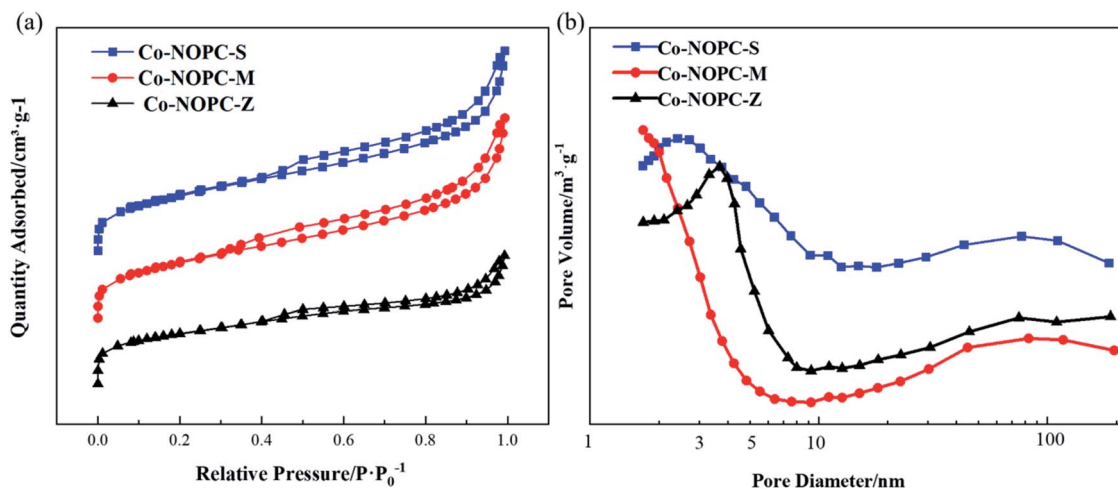 (a)
Co-NOPC-S
Co-NOPC-M
Co-NOPC-Z
Quantity Adsorbed/cm³·g-1
0.0 0.2 0.4 0.6 0.8 1.0
Relative Pressure/P·P₀⁻¹
(b)
Co-NOPC-S
Co-NOPC-M
Co-NOPC-Z
Pore Volume/m³·g⁻¹
1 3 5 10 100
Pore Diameter/nm